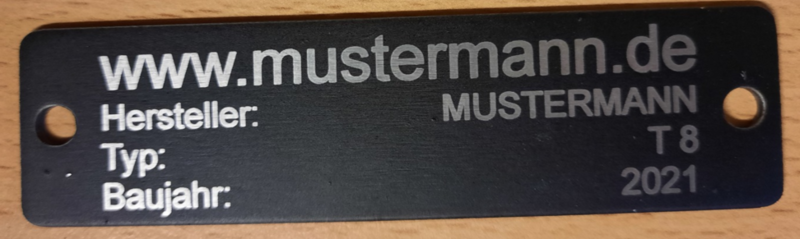 www.mustermann.de
Hersteller: MUSTERMANN
Typ: T 8
Baujahr: 2021